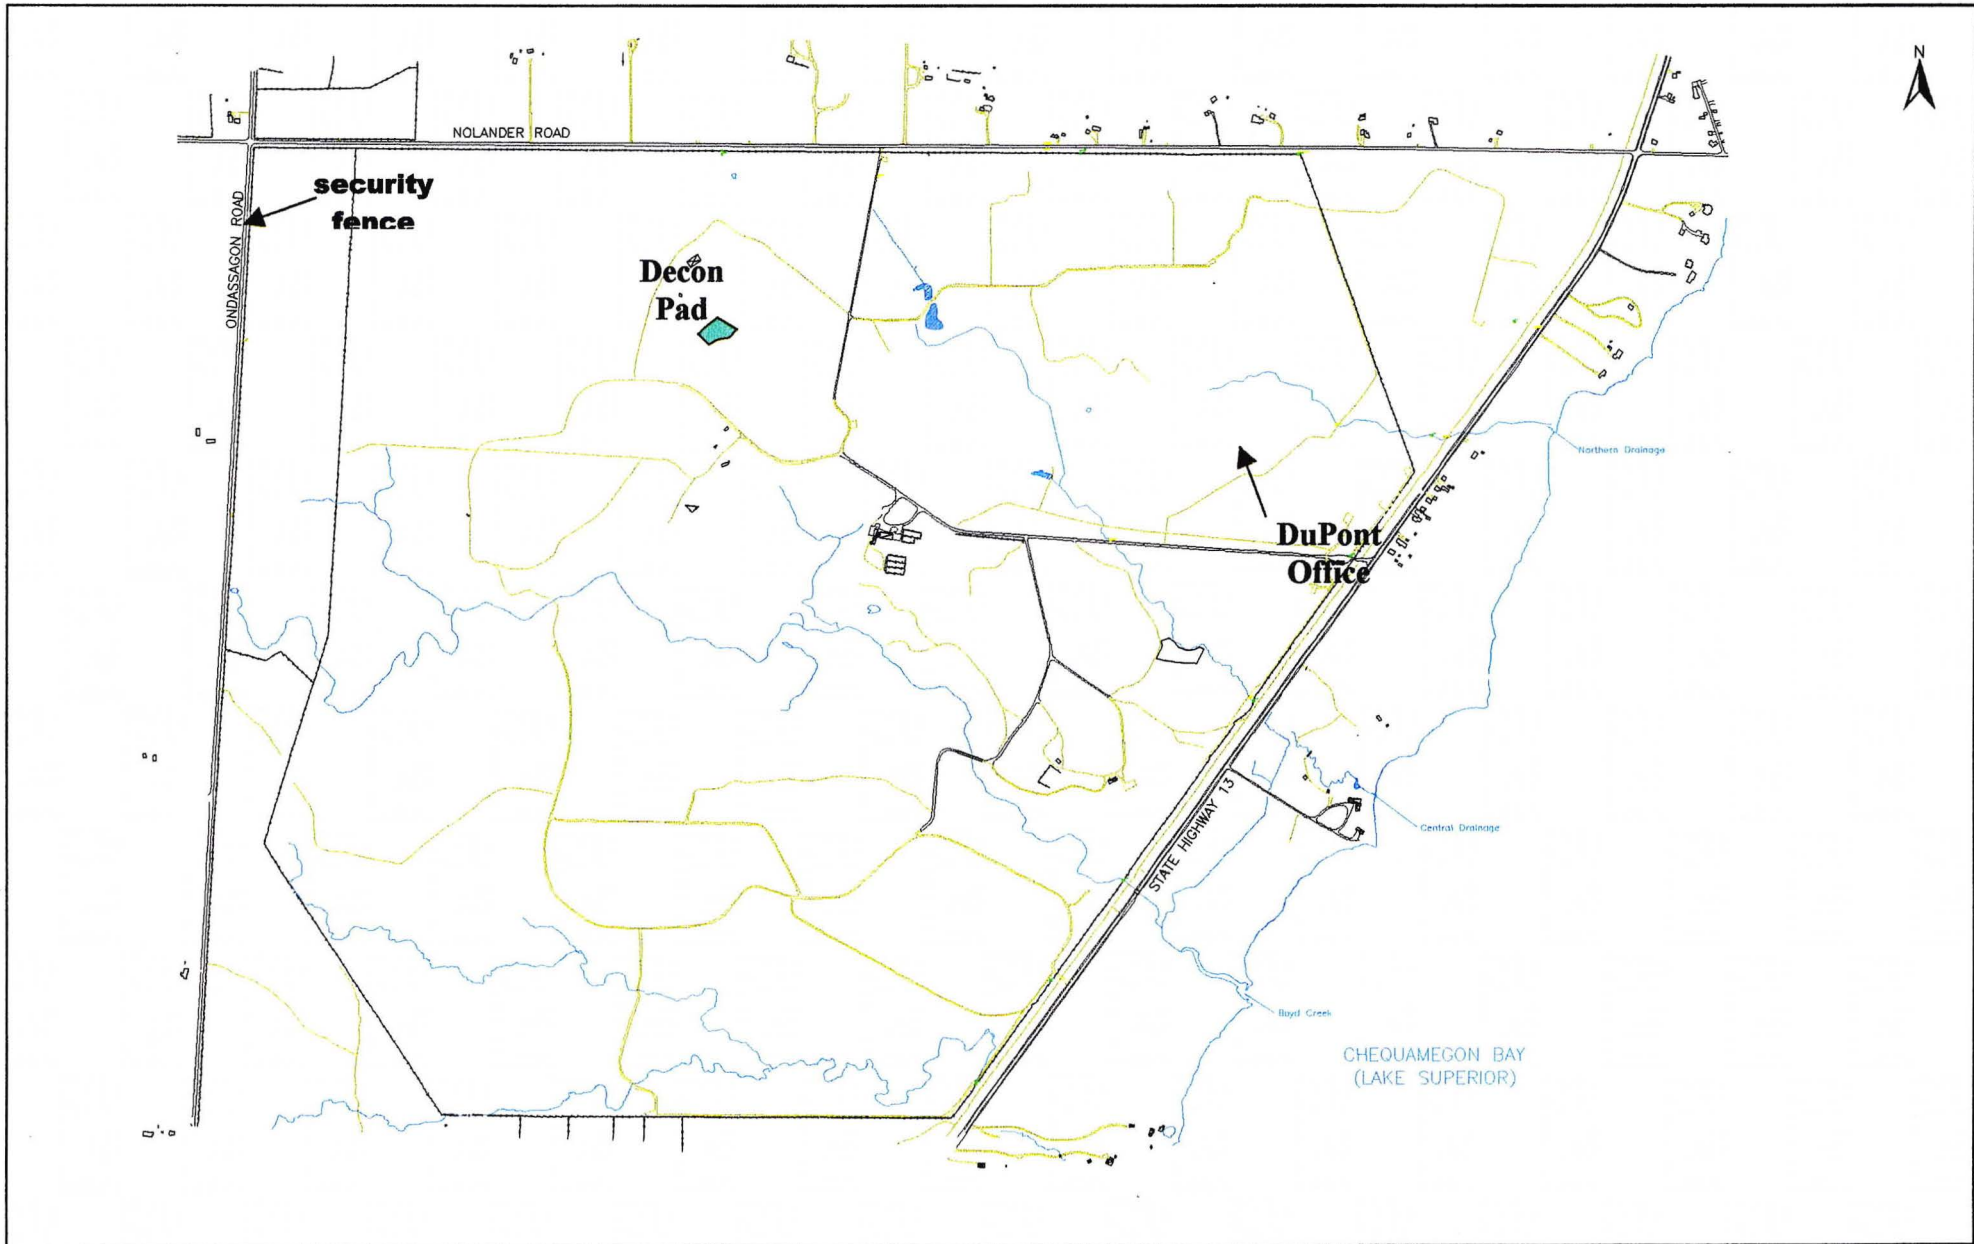 N
NOLANDER ROAD
ONDASSAGON ROAD
security
fence
Decon
Pad
Northern Drainage
DuPont
Office
STATE HIGHWAY 13
Central Drainage
Boyd Creek
CHEQUAMEGON BAY
(LAKE SUPERIOR)